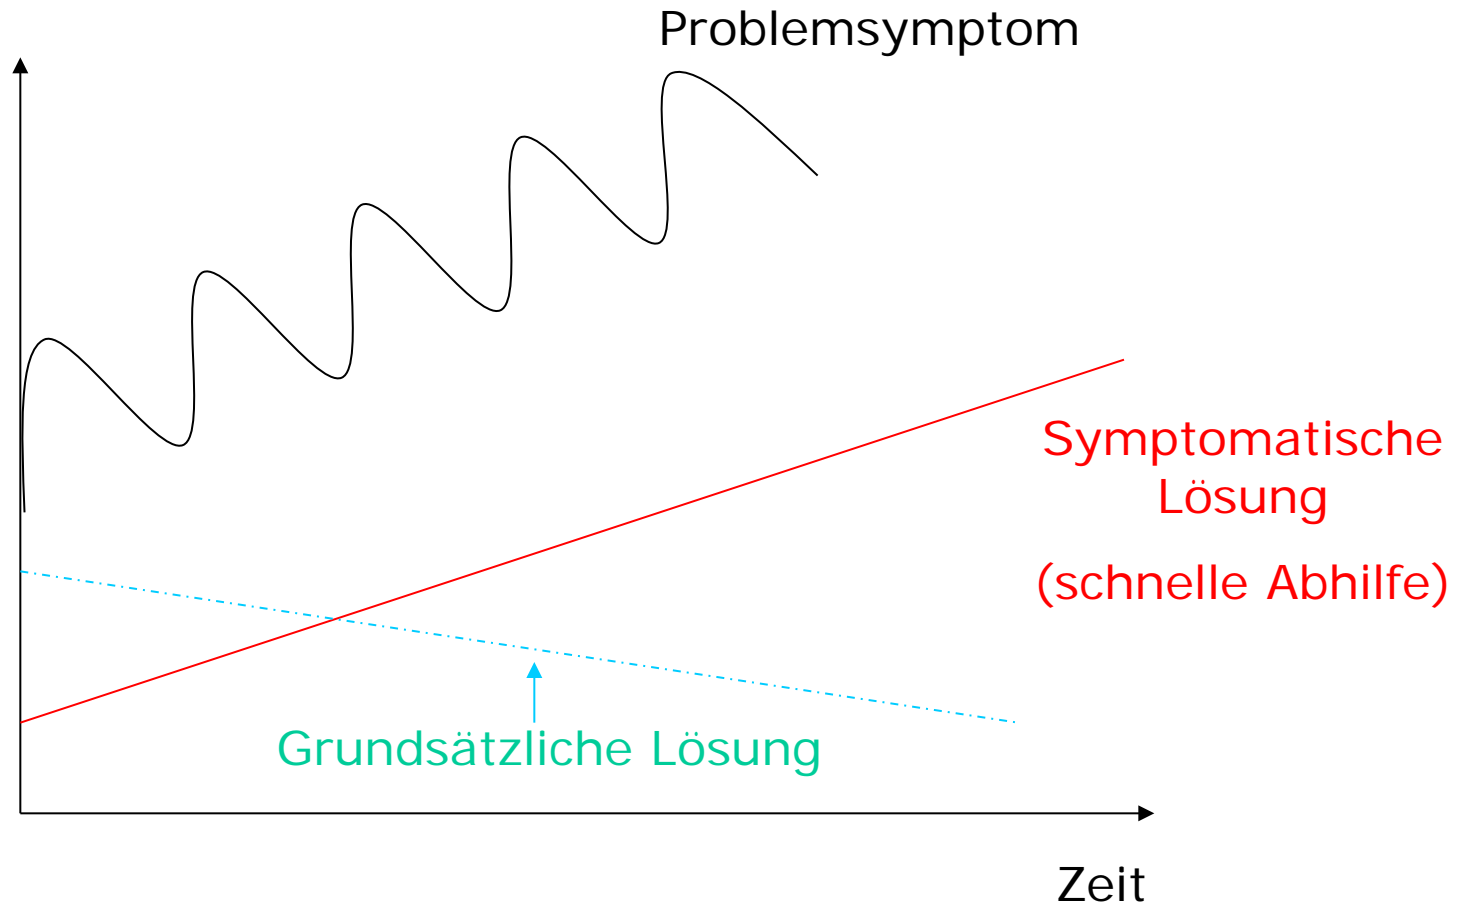 Problemsymptom
Symptomatische
Lösung
(schnelle Abhilfe)
Grundsätzliche Lösung
Zeit